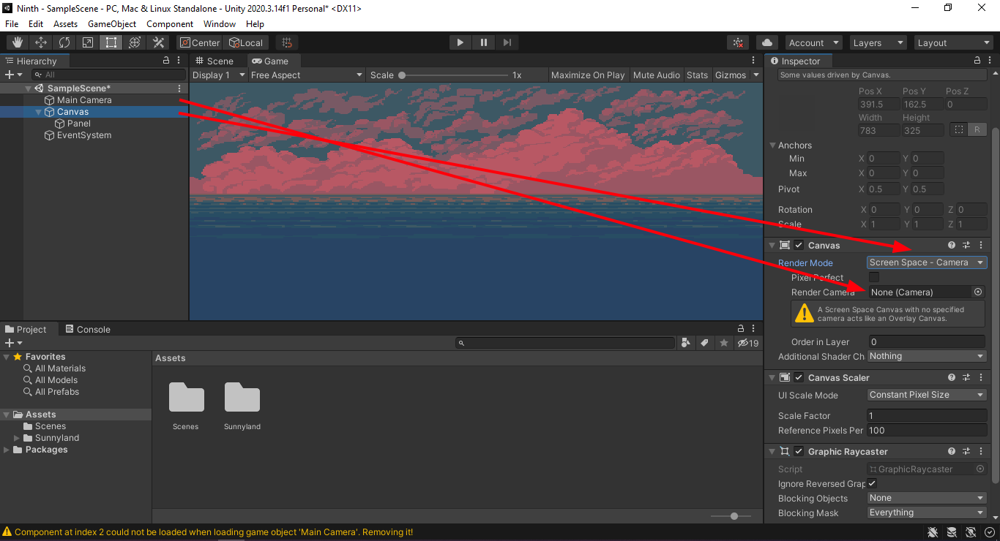 Ninth - SampleScene - PC, Mac & Linux Standalone - Unity 2020.3.14f1 Personal* <DX11>
File Edit Assets GameObject Component Window Help
Center Local Account Layers Layout
Hierarchy
All
SampleScene*
Main Camera
Canvas
Panel
EventSystem
Scene Game
Display 1 Free Aspect Scale 1x Maximize On Play Mute Audio Stats Gizmos
Inspector
Some values driven by Canvas.
Pos X Pos Y Pos Z
391.5 162.5 0
Width Height
783 325 R
Anchors
Min X 0 Y 0
Max X 0 Y 0
Pivot X 0.5 Y 0.5
Rotation X 0 Y 0 Z 0
Scale X 1 Y 1 Z 1
Canvas
Render Mode Screen Space - Camera
Pixel Perfect
Render Camera None (Camera)
A Screen Space Canvas with no specified
camera acts like an Overlay Canvas.
Order in Layer 0
Additional Shader Ch Nothing
Canvas Scaler
UI Scale Mode Constant Pixel Size
Scale Factor 1
Reference Pixels Per 100
Graphic Raycaster
Script GraphicRaycaster
Ignore Reversed Grap
Blocking Objects None
Blocking Mask Everything
Project Console
19
Favorites
All Materials
All Models
All Prefabs
Assets
Scenes
Sunnyland
Packages
Assets
Scenes Sunnyland
Component at index 2 could not be loaded when loading game object 'Main Camera'. Removing it!